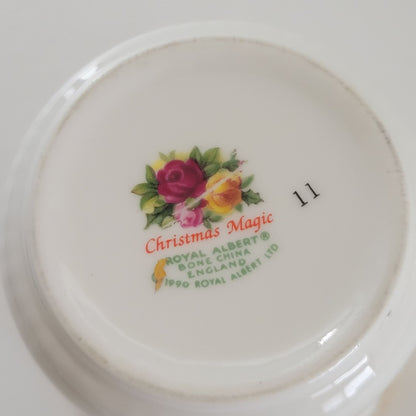 Christmas Magic
ROYAL ALBERT®
BONE CHINA
ENGLAND
©1990 ROYAL ALBERT LTD
11